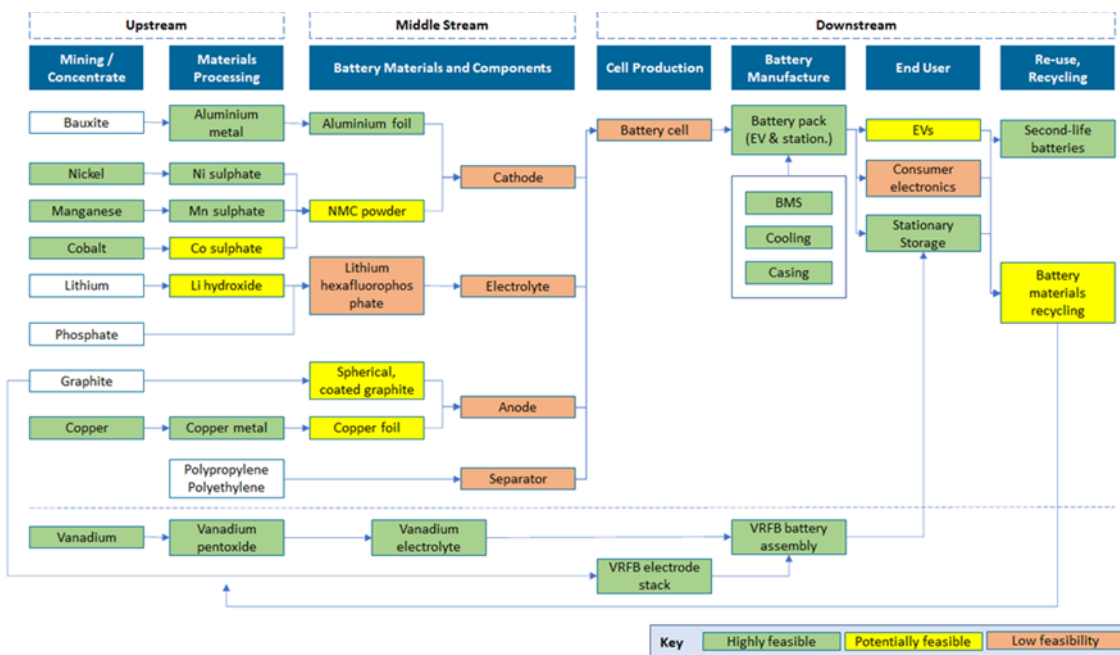 Upstream
Middle Stream
Downstream
Mining /
Concentrate
Materials
Processing
Battery Materials and Components
Cell Production
Battery
Manufacture
End User
Re-use,
Recycling
Bauxite
Aluminium
metal
Aluminium foil
Battery cell
Battery pack
(EV & station.)
EVs
Second-life
batteries
Nickel
Ni sulphate
Cathode
Consumer
electronics
Manganese
Mn sulphate
NMC powder
BMS
Cobalt
Co sulphate
Cooling
Stationary
Storage
Lithium
Li hydroxide
Lithium
hexafluorophos
phate
Electrolyte
Casing
Battery
materials
recycling
Phosphate
Graphite
Spherical,
coated graphite
Anode
Copper
Copper metal
Copper foil
Polypropylene
Polyethylene
Separator
Vanadium
Vanadium
pentoxide
Vanadium
electrolyte
VRFB battery
assembly
VRFB electrode
stack
Key
Highly feasible
Potentially feasible
Low feasibility